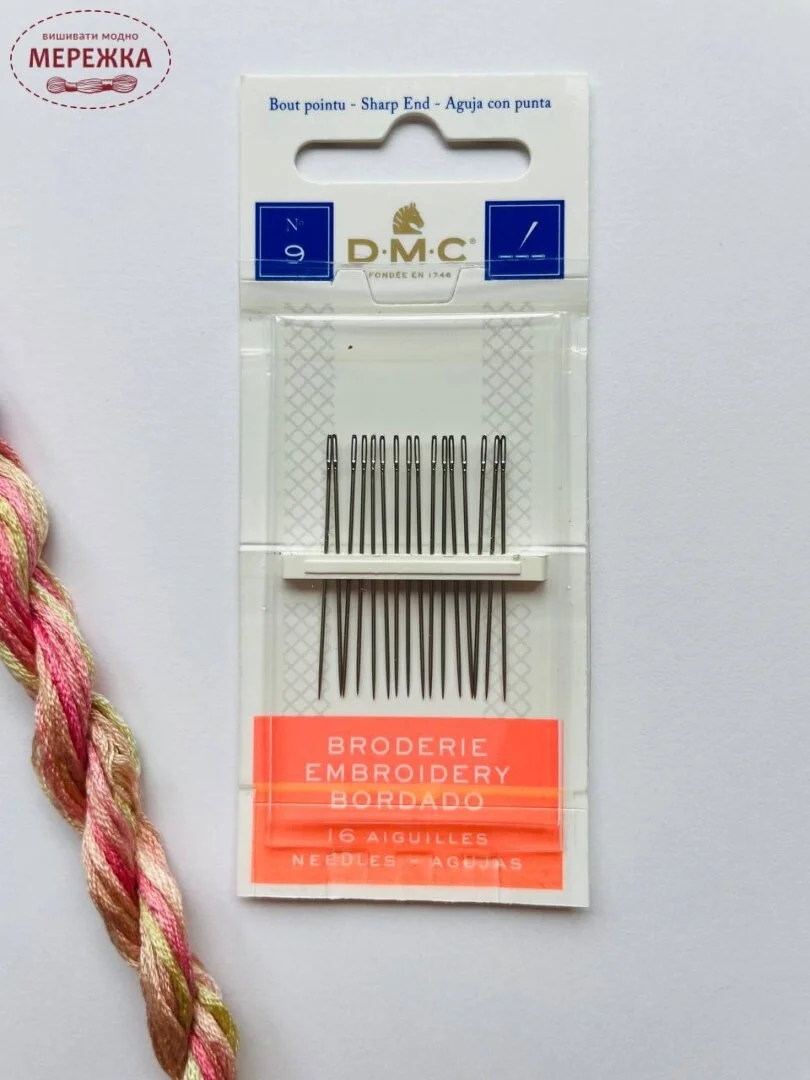 вишивати модно
МЕРЕЖКА
Bout pointu - Sharp End - Aguja con punta
N°
9
D·M·C®
FONDÉE EN 1746
BRODERIE
EMBROIDERY
BORDADO
16 AIGUILLES
NEEDLES - AGUJAS